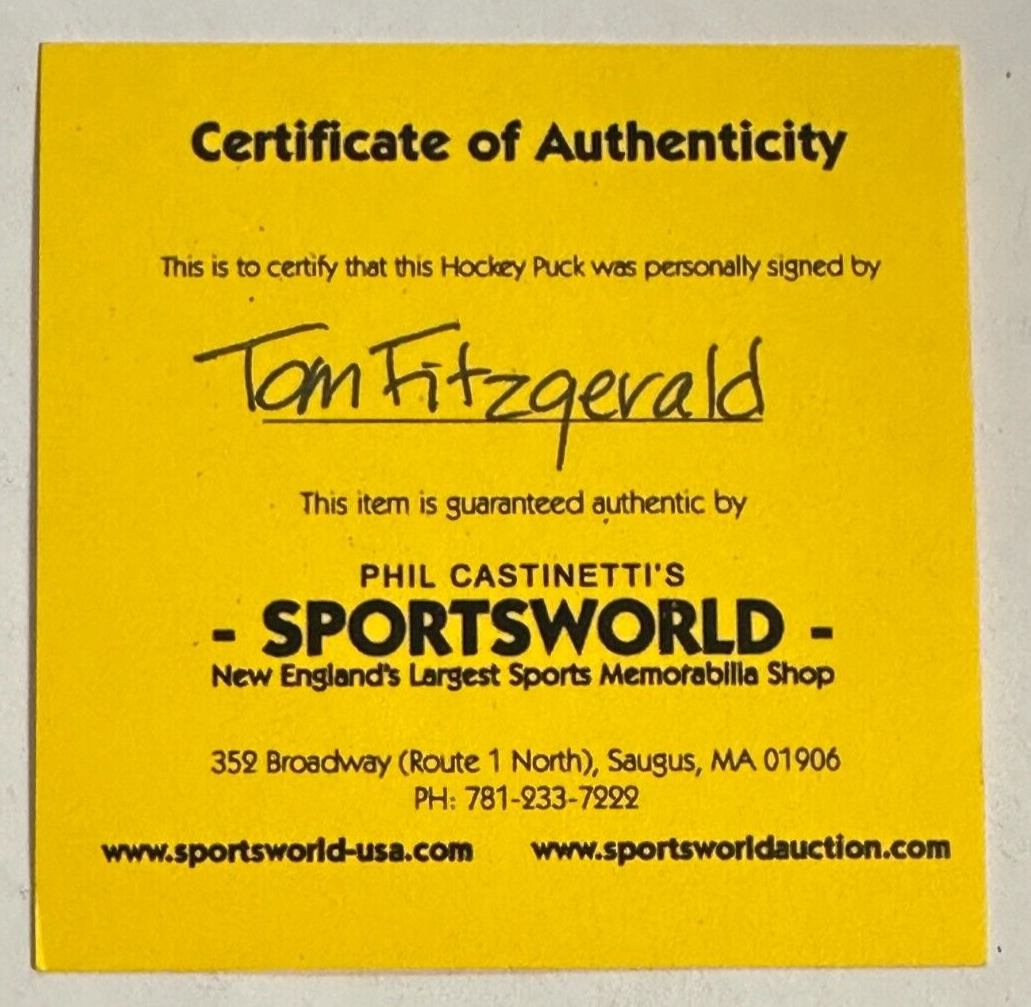 Certificate of Authenticity
This is to certify that this Hockey Puck was personally signed by
Tom Fitzgerald
This item is guaranteed authentic by
PHIL CASTINETTI'S
- SPORTSWORLD -
New England's Largest Sports Memorabilia Shop
352 Broadway (Route 1 North), Saugus, MA 01906
PH: 781-233-7222
www.sportsworld-usa.com www.sportsworldauction.com